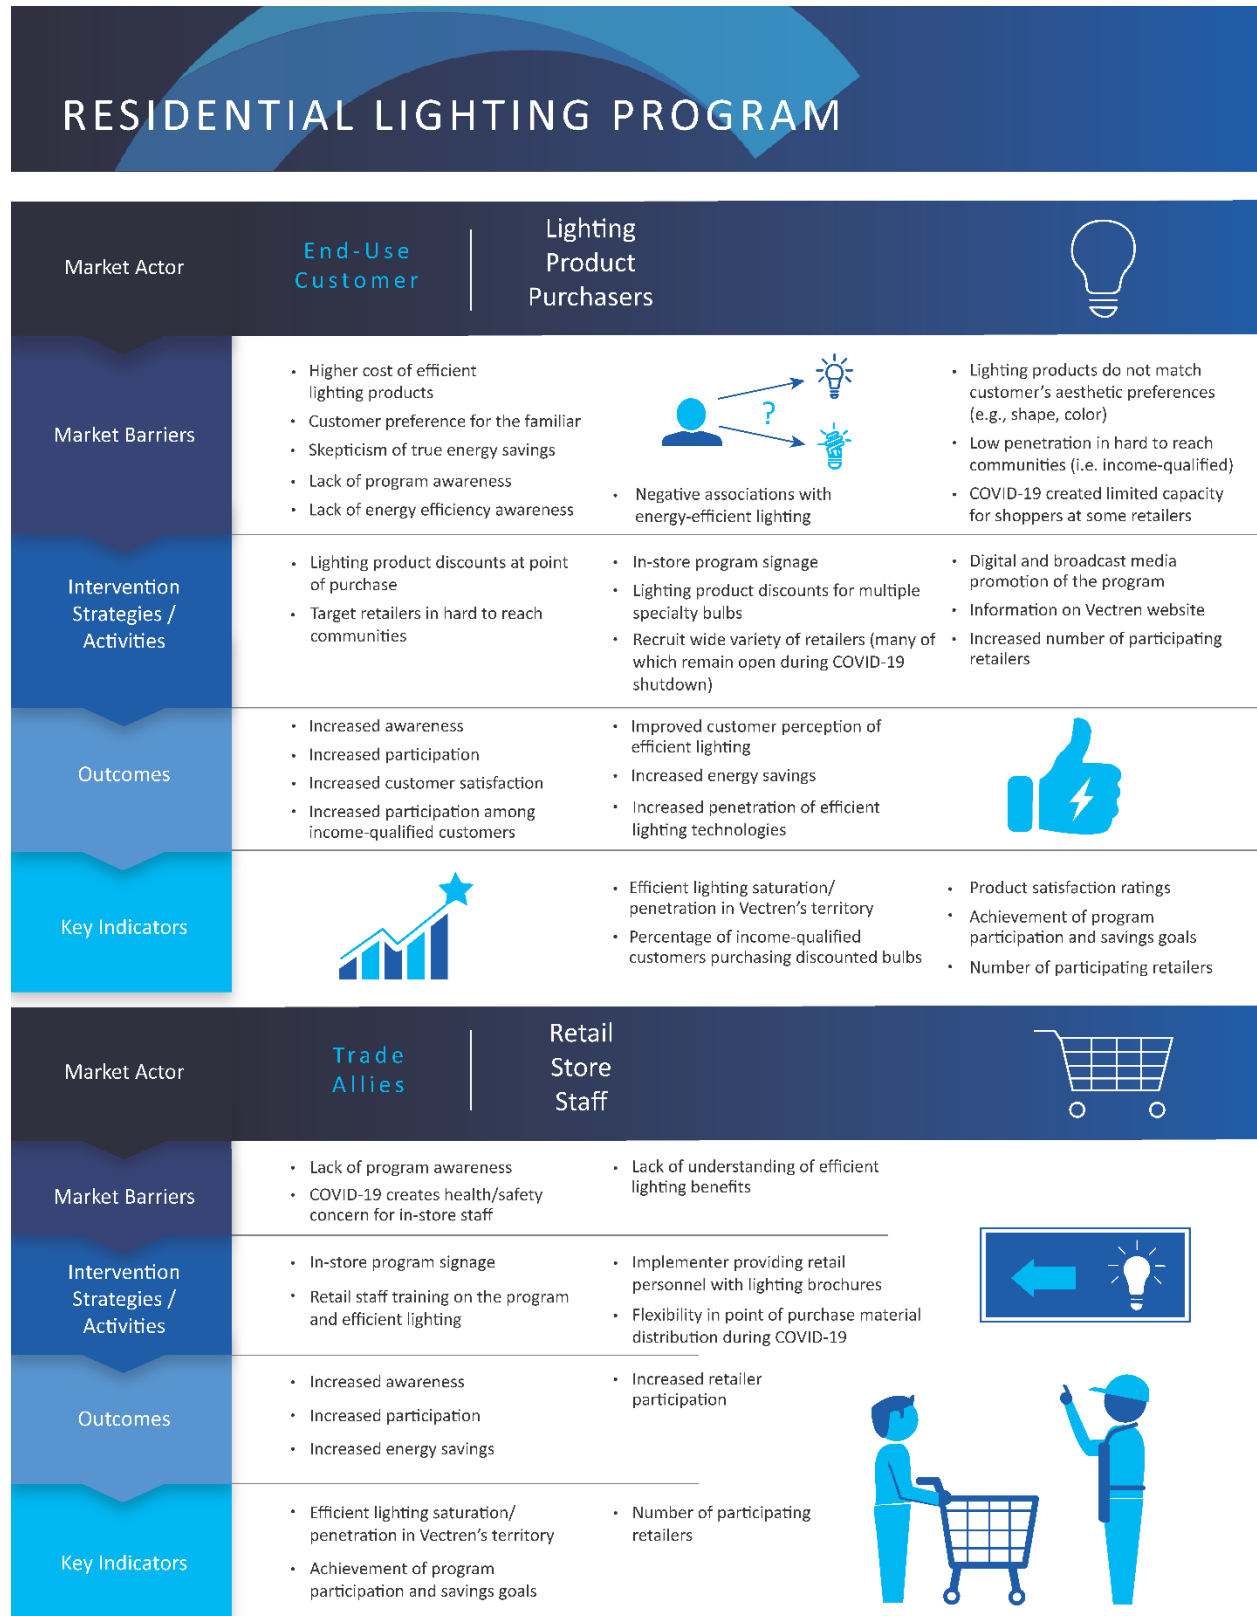 RESIDENTIAL LIGHTING PROGRAM
Market Actor
End-Use
Customer
Lighting
Product
Purchasers
Market Barriers
• Higher cost of efficient
lighting products
• Customer preference for the familiar
• Skepticism of true energy savings
• Lack of program awareness
• Lack of energy efficiency awareness
?
• Negative associations with
energy-efficient lighting
• Lighting products do not match
customer's aesthetic preferences
(e.g., shape, color)
• Low penetration in hard to reach
communities (i.e. income-qualified)
• COVID-19 created limited capacity
for shoppers at some retailers
Intervention
Strategies /
Activities
• Lighting product discounts at point
of purchase
• Target retailers in hard to reach
communities
• In-store program signage
• Lighting product discounts for multiple
specialty bulbs
• Recruit wide variety of retailers (many of
which remain open during COVID-19
shutdown)
• Digital and broadcast media
promotion of the program
• Information on Vectren website
• Increased number of participating
retailers
Outcomes
• Increased awareness
• Increased participation
• Increased customer satisfaction
• Increased participation among
income-qualified customers
• Improved customer perception of
efficient lighting
• Increased energy savings
• Increased penetration of efficient
lighting technologies
Key Indicators
• Efficient lighting saturation/
penetration in Vectren's territory
• Percentage of income-qualified
customers purchasing discounted bulbs
• Product satisfaction ratings
• Achievement of program
participation and savings goals
• Number of participating retailers
Market Actor
Trade
Allies
Retail
Store
Staff
Market Barriers
• Lack of program awareness
• COVID-19 creates health/safety
concern for in-store staff
• Lack of understanding of efficient
lighting benefits
Intervention
Strategies /
Activities
• In-store program signage
• Retail staff training on the program
and efficient lighting
• Implementer providing retail
personnel with lighting brochures
• Flexibility in point of purchase material
distribution during COVID-19
Outcomes
• Increased awareness
• Increased participation
• Increased energy savings
• Increased retailer
participation
Key Indicators
• Efficient lighting saturation/
penetration in Vectren's territory
• Achievement of program
participation and savings goals
• Number of participating
retailers